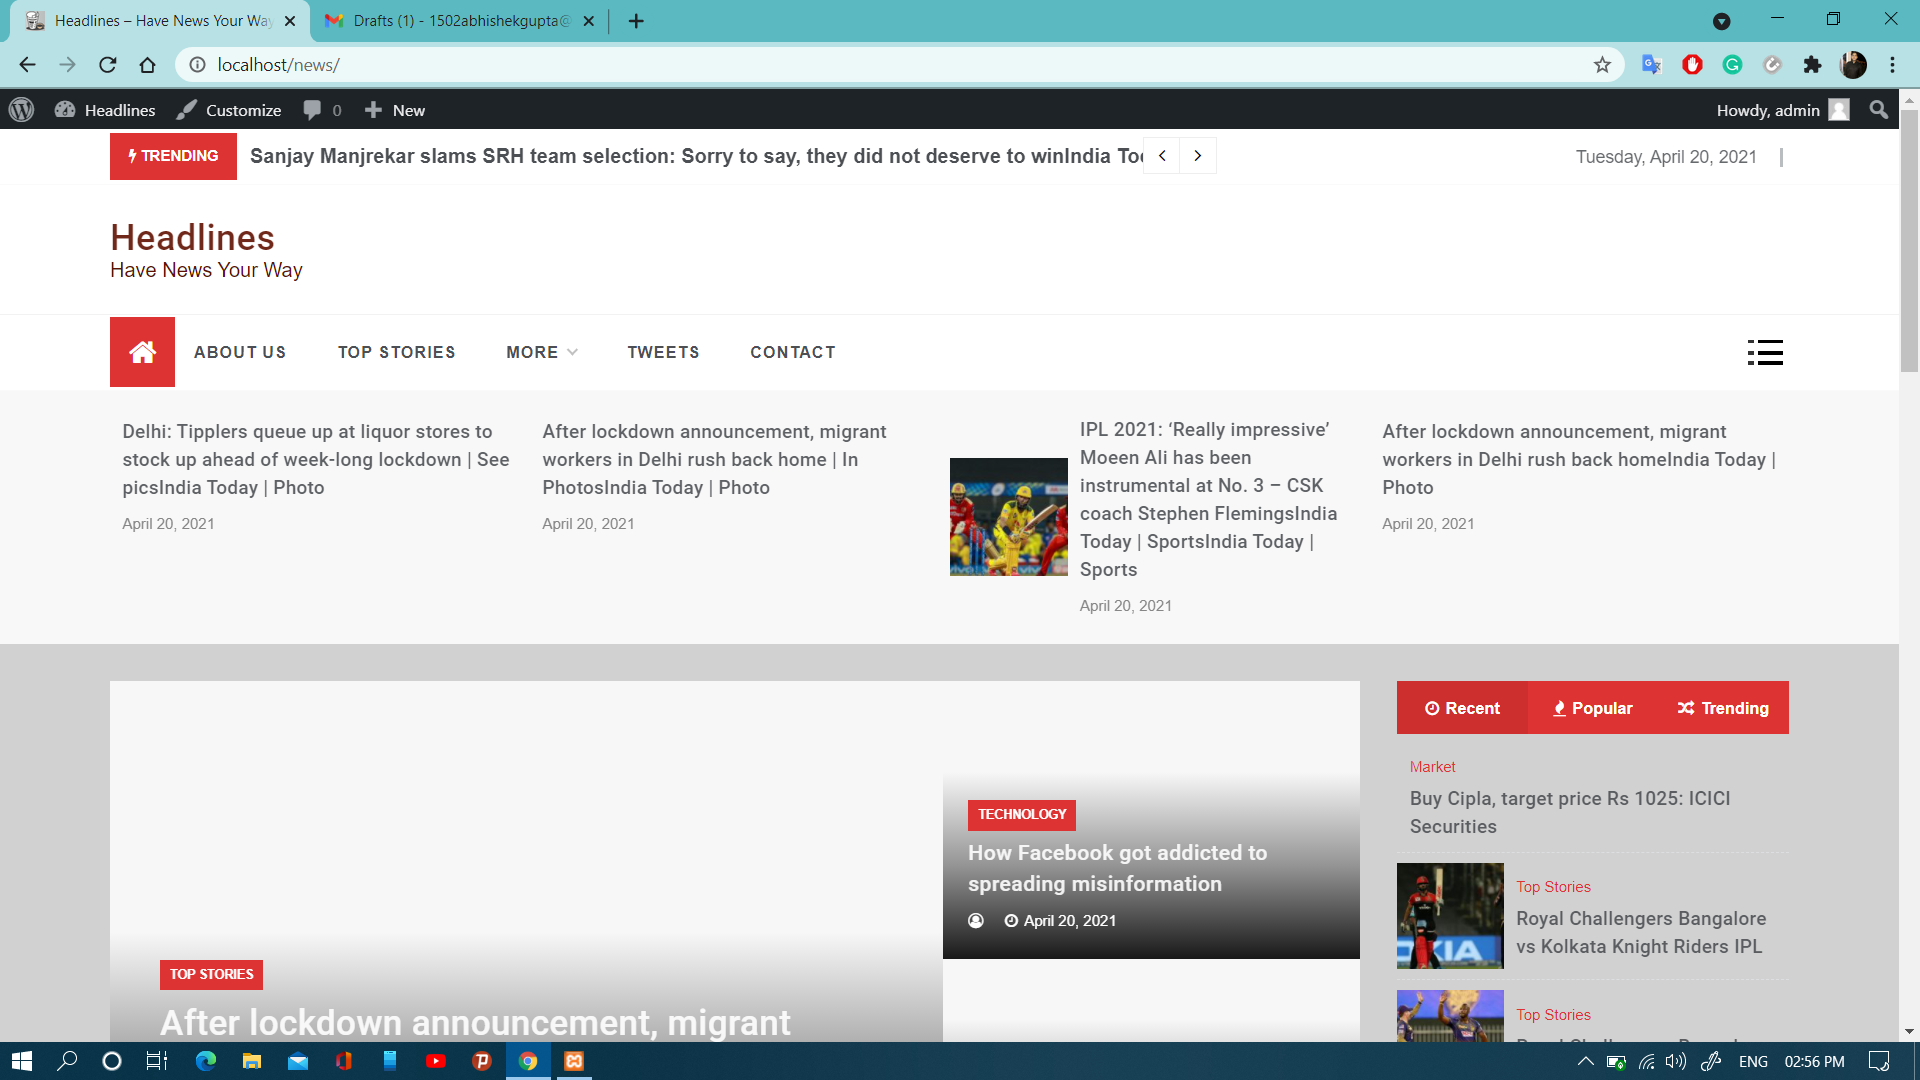 Headlines – Have News Your Way
Drafts (1) - 1502abhishekgupta@
localhost/news/
Headlines
Customize
0
New
Howdy, admin
TRENDING
Sanjay Manjrekar slams SRH team selection: Sorry to say, they did not deserve to winIndia
Tuesday, April 20, 2021
Headlines
Have News Your Way
ABOUT US
TOP STORIES
MORE
TWEETS
CONTACT
Delhi: Tipplers queue up at liquor stores to
stock up ahead of week-long lockdown | See
picsIndia Today | Photo
April 20, 2021
After lockdown announcement, migrant
workers in Delhi rush back home | In
PhotosIndia Today | Photo
April 20, 2021
IPL 2021: ‘Really impressive’
Moeen Ali has been
instrumental at No. 3 – CSK
coach Stephen FlemingsIndia
Today | SportsIndia Today |
Sports
April 20, 2021
After lockdown announcement, migrant
workers in Delhi rush back homeIndia Today |
Photo
April 20, 2021
TOP STORIES
After lockdown announcement, migrant
TECHNOLOGY
How Facebook got addicted to
spreading misinformation
April 20, 2021
Recent
Popular
Trending
Market
Buy Cipla, target price Rs 1025: ICICI
Securities
Top Stories
Royal Challengers Bangalore
vs Kolkata Knight Riders IPL
Top Stories
ENG
02:56 PM